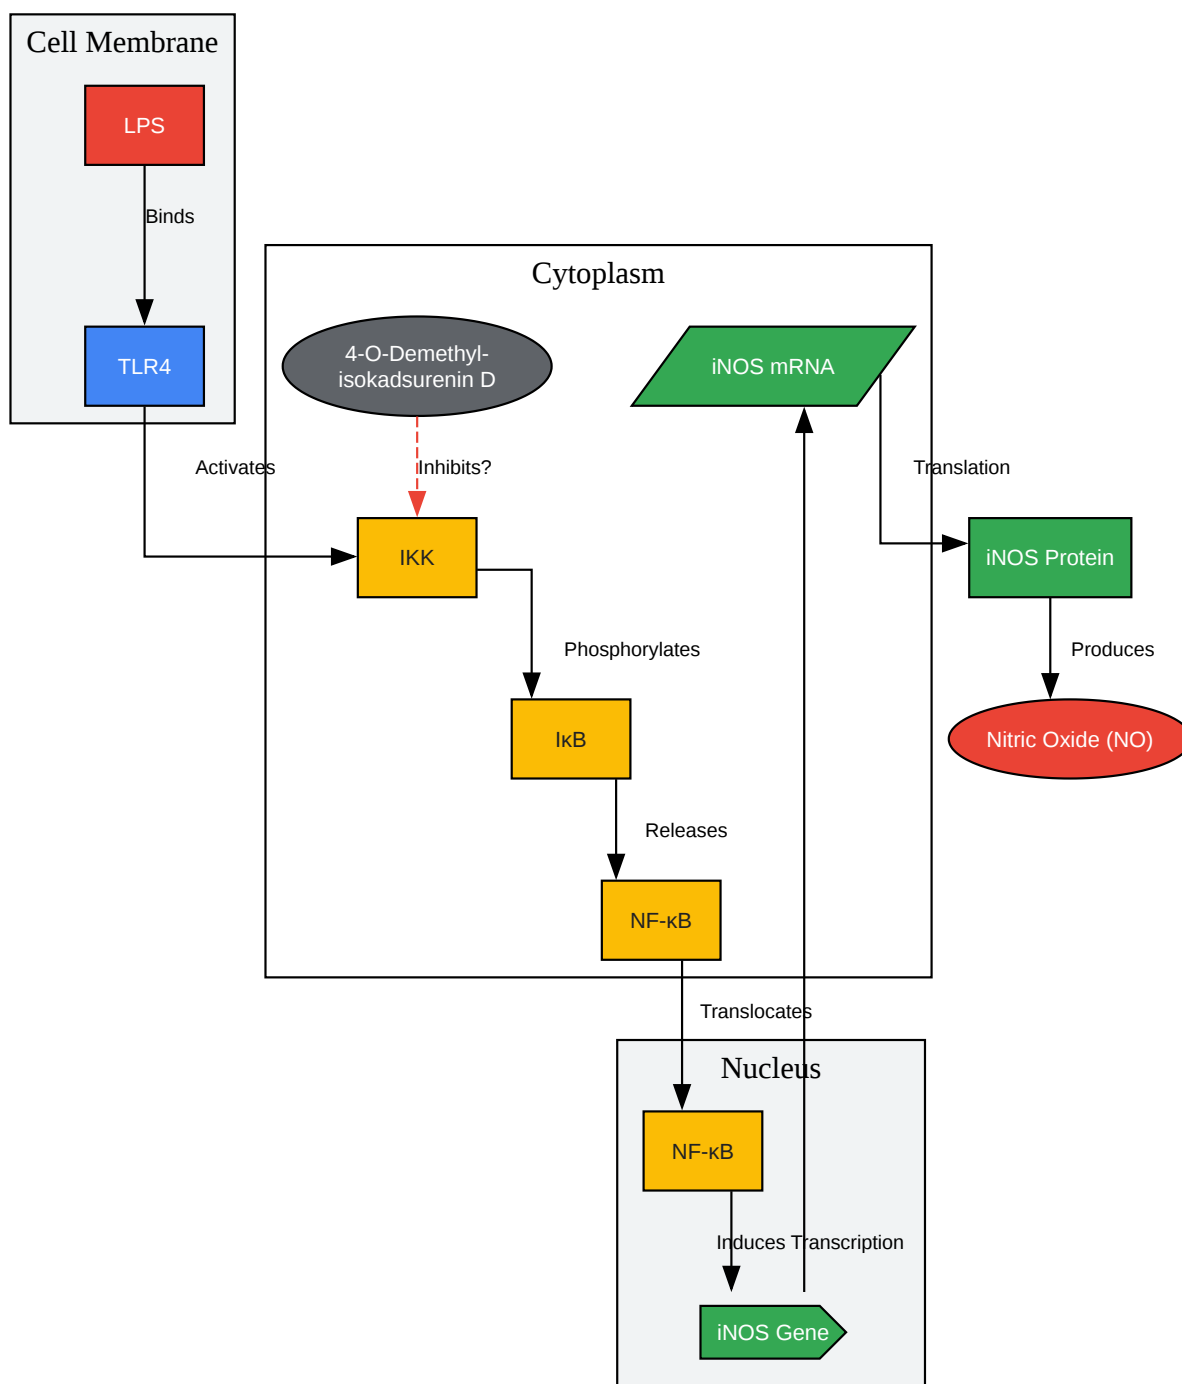 Cell Membrane
LPS
Binds
TLR4
Activates
Cytoplasm
4-O-Demethyl-
isokadsurenin D
Inhibits?
iNOS mRNA
Translation
IKK
iNOS Protein
Phosphorylates
Produces
IκB
Nitric Oxide (NO)
Releases
NF-κB
Translocates
Nucleus
NF-κB
Induces Transcription
iNOS Gene